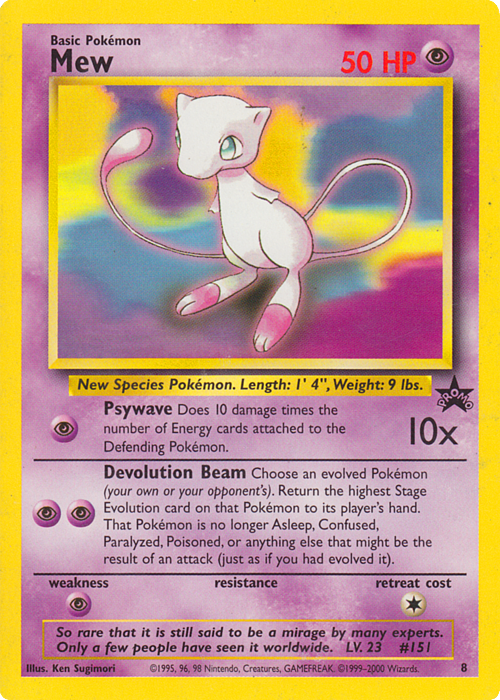 Basic Pokémon
Mew
50 HP
New Species Pokémon. Length: 1' 4", Weight: 9 lbs.
PROMO
Psywave Does 10 damage times the
number of Energy cards attached to the
Defending Pokémon.
10x
Devolution Beam Choose an evolved Pokémon
(your own or your opponent's). Return the highest Stage
Evolution card on that Pokémon to its player's hand.
That Pokémon is no longer Asleep, Confused,
Paralyzed, Poisoned, or anything else that might be the
result of an attack (just as if you had evolved it).
weakness resistance retreat cost
So rare that it is still said to be a mirage by many experts.
Only a few people have seen it worldwide. LV. 23 #151
Illus. Ken Sugimori ©1995, 96, 98 Nintendo, Creatures, GAMEFREAK. ©1999-2000 Wizards. 8